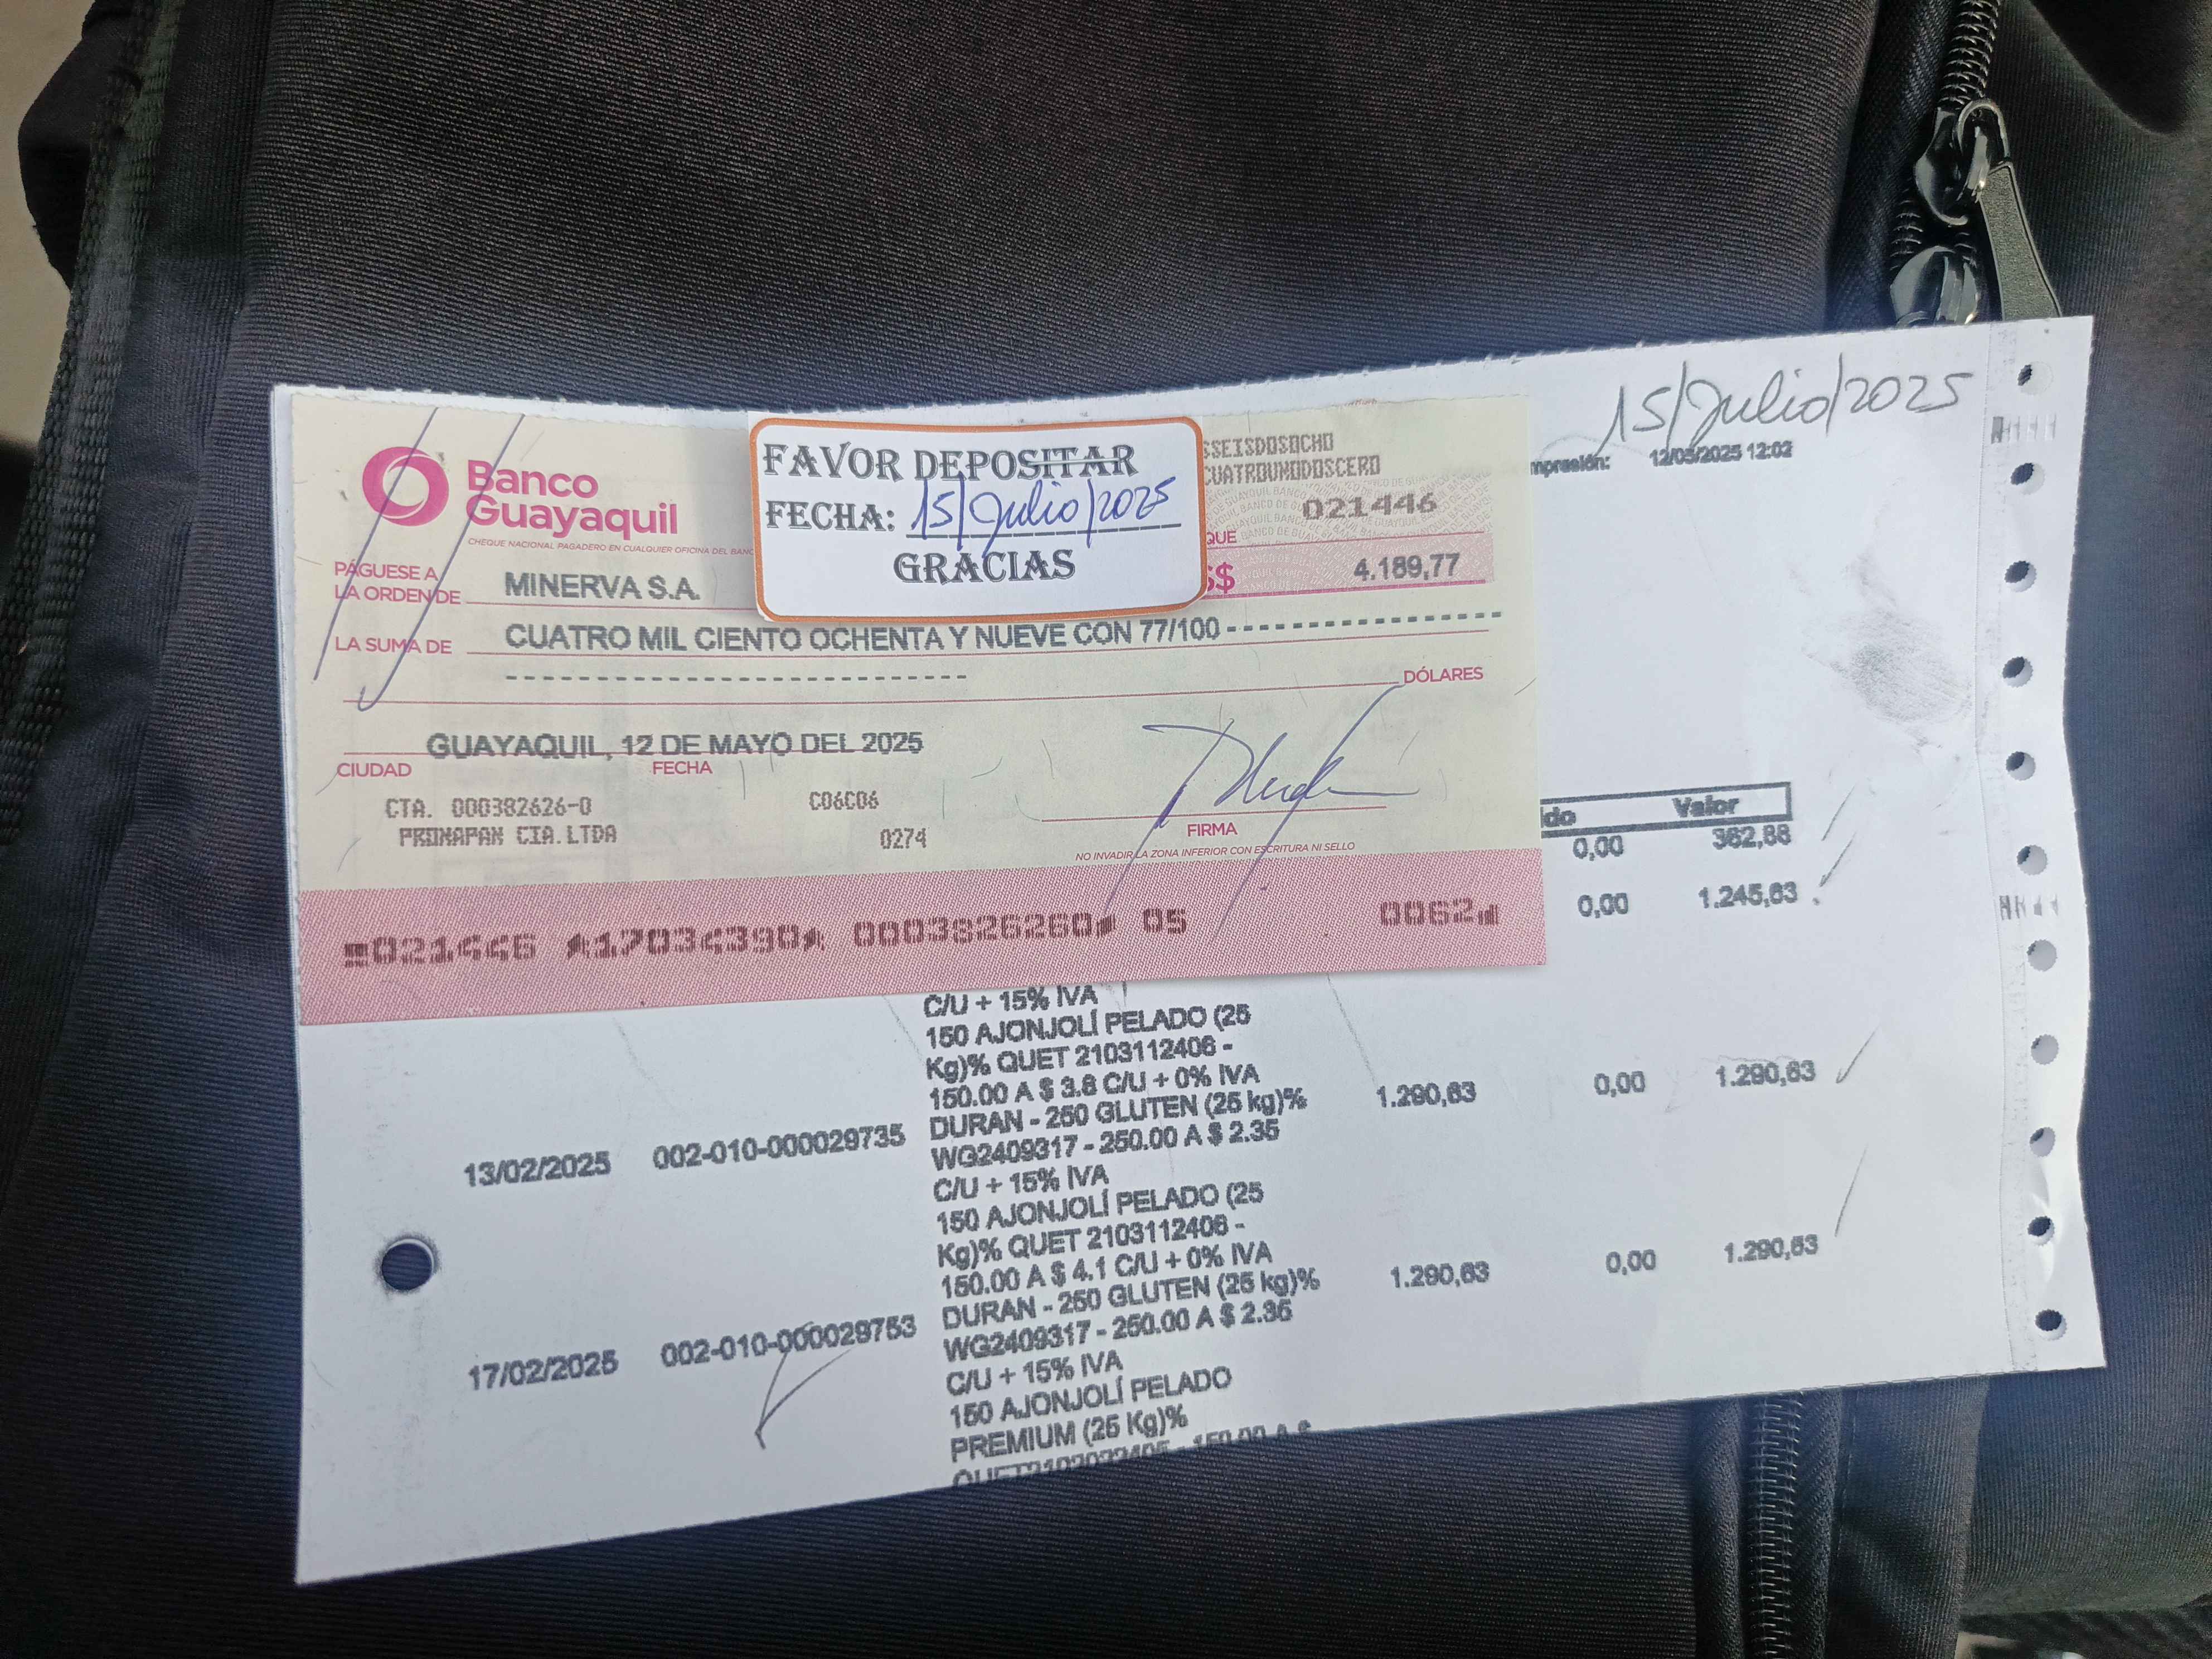 Banco
Guayaquil
CHEQUE NACIONAL PAGADERO EN CUALQUIER OFICINA DEL BANC
FAVOR DEPOSITAR
FECHA: 15/Julio/2025
GRACIAS
SEISDOSOCHO
CUATROUNODOSCERO
021446
QUE
PÁGUESE A
LA ORDEN DE MINERVA S.A.
S$ 4.189,77
LA SUMA DE CUATRO MIL CIENTO OCHENTA Y NUEVE CON 77/100 - - - - - - - - - - - - - - - - -
- - - - - - - - - - - - - - - - - - - - - - - - - - -
DÓLARES
GUAYAQUIL, 12 DE MAYO DEL 2025
CIUDAD FECHA
CTA. 000382626-0 C06C06
PRONAPAN CIA.LTDA 0274
FIRMA
NO INVADIR LA ZONA INFERIOR CON ESCRITURA NI SELLO
021446 17034390 0003826260 05 0062
15/Julio/2025
mpresión: 12/05/2025 12:02
ido Valor
0,00 362,88
0,00 1.245,63
C/U + 15% IVA
150 AJONJOLÍ PELADO (25
Kg)% QUET 2103112406 -
150.00 A $ 3.8 C/U + 0% IVA
13/02/2025 002-010-000029735 DURAN - 250 GLUTEN (25 kg)% 1.290,63 0,00 1.290,63
WG2409317 - 250.00 A $ 2.35
C/U + 15% IVA
150 AJONJOLÍ PELADO (25
Kg)% QUET 2103112406 -
150.00 A $ 4.1 C/U + 0% IVA
17/02/2025 002-010-000029753 DURAN - 250 GLUTEN (25 kg)% 1.290,63 0,00 1.290,63
WG2409317 - 250.00 A $ 2.35
C/U + 15% IVA
150 AJONJOLÍ PELADO
PREMIUM (25 Kg)%